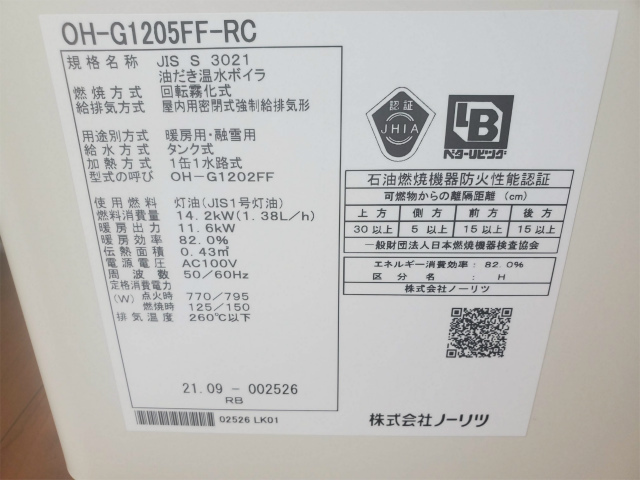 OH-G1205FF-RC
規格名称 JIS S 3021
油だき温水ボイラ
燃焼方式 回転霧化式
給排気方式 屋内用密閉式強制給排気形
用途別方式 暖房用・融雪用
給水方式 タンク式
加熱方式 1缶1水路式
型式の呼び OH-G1202FF
使用燃料 灯油(JIS1号灯油)
燃料消費量 14.2kW(1.38L/h)
暖房出力 11.6kW
暖房効率 82.0%
伝熱面積 0.43㎡
電源電圧 AC100V
周波数 50/60Hz
定格消費電力
(W) 点火時 770/795
燃焼時 125/150
排気温度 260℃以下
21.09-002526
RB
02526 LK01
認証
JHIA
LB
ベターリビング
石油燃焼機器防火性能認証
可燃物からの離隔距離 (cm)
上方 側方 前方 後方
30以上 5以上 15以上 15以上
一般財団法人日本燃焼機器検査協会
エネルギー消費効率: 82.0%
区分名: H
株式会社ノーリツ
株式会社ノーリツ